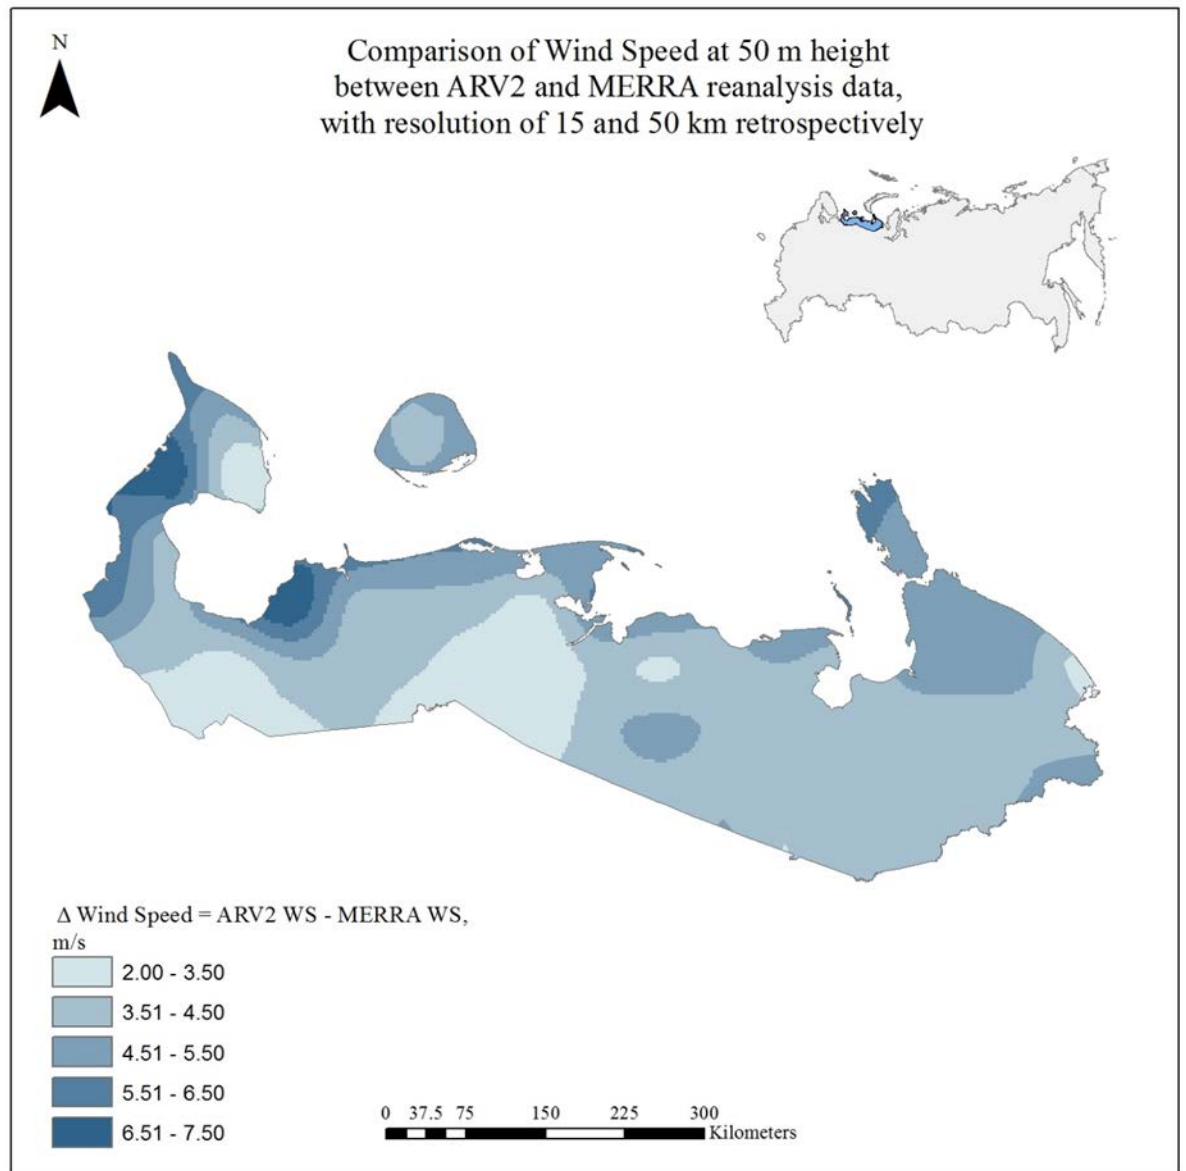 N
Comparison of Wind Speed at 50 m height
between ARV2 and MERRA reanalysis data,
with resolution of 15 and 50 km retrospectively
Δ Wind Speed = ARV2 WS - MERRA WS,
m/s
2.00 - 3.50
3.51 - 4.50
4.51 - 5.50
5.51 - 6.50
6.51 - 7.50
0 37.5 75 150 225 300
Kilometers